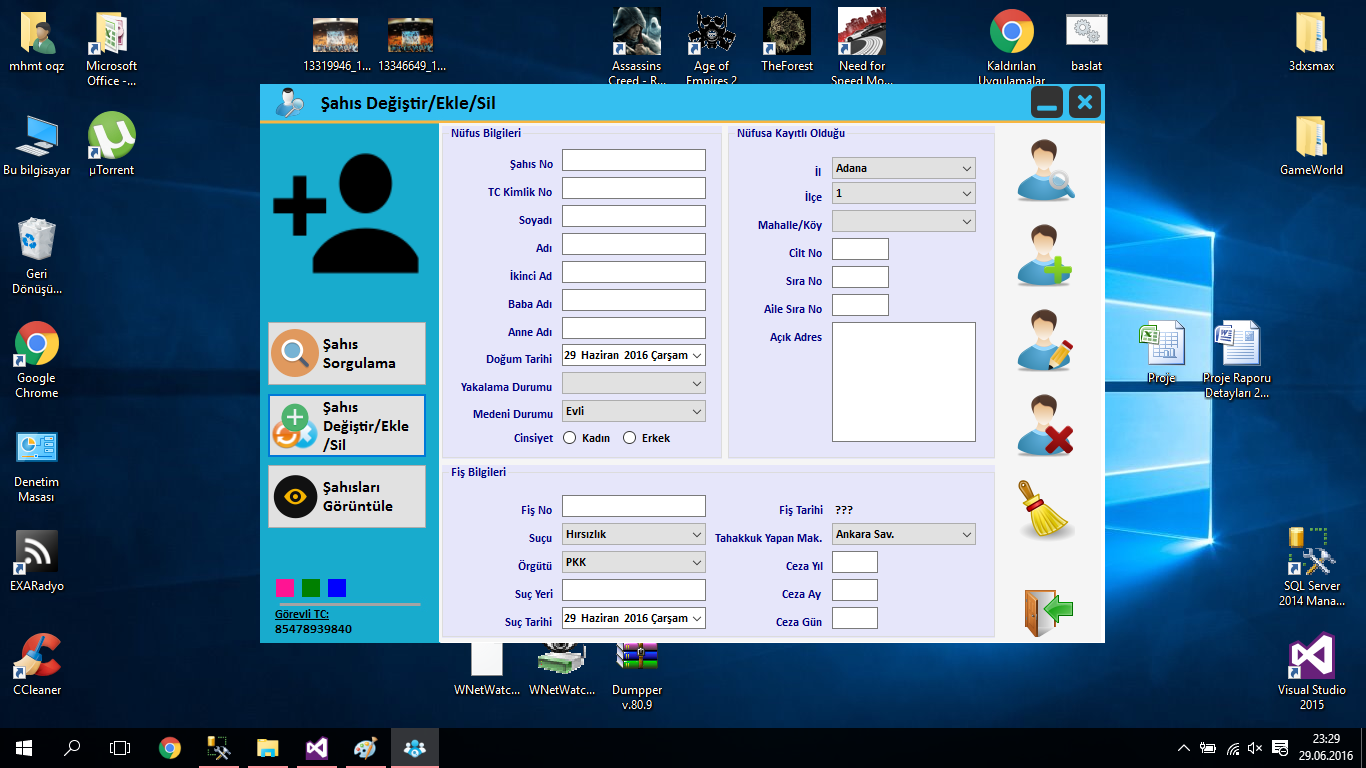 mhmt oqz
Microsoft
Office -...
13319946_1...
13346649_1...
Assassins
Creed - R...
Age of
Empires 2
TheForest
Need for
Speed Mo...
Kaldırılan
Uygulamalar
baslat
3dxsmax
Bu bilgisayar
µTorrent
GameWorld
Geri
Dönüşü...
Google
Chrome
Denetim
Masası
EXARadyo
CCleaner
Proje
Proje Raporu
Detayları 2...
SQL Server
2014 Mana...
Visual Studio
2015
WNetWatc...
WNetWatc...
Dumpper
v.80.9
Şahıs Değiştir/Ekle/Sil
Şahıs
Sorgulama
Şahıs
Değiştir/Ekle
/Sil
Şahısları
Görüntüle
Görevli TC:
85478939840
Nüfus Bilgileri
Şahıs No
TC Kimlik No
Soyadı
Adı
İkinci Ad
Baba Adı
Anne Adı
Doğum Tarihi 29 Haziran 2016 Çarşam
Yakalama Durumu
Medeni Durumu Evli
Cinsiyet Kadın Erkek
Nüfusa Kayıtlı Olduğu
İl Adana
İlçe 1
Mahalle/Köy
Cilt No
Sıra No
Aile Sıra No
Açık Adres
Fiş Bilgileri
Fiş No
Suçu Hırsızlık
Örgütü PKK
Suç Yeri
Suç Tarihi 29 Haziran 2016 Çarşam
Fiş Tarihi ???
Tahakkuk Yapan Mak. Ankara Sav.
Ceza Yıl
Ceza Ay
Ceza Gün
23:29
29.06.2016